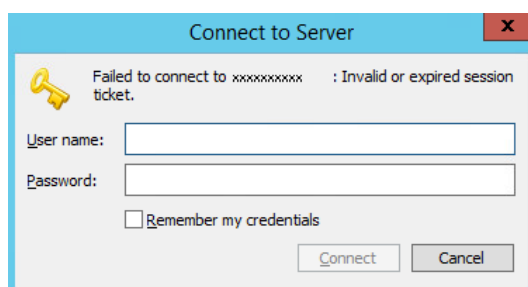 Connect to Server
x
Failed to connect to xxxxxxxxxx : Invalid or expired session
ticket.
User name:
Password:
Remember my credentials
Connect Cancel